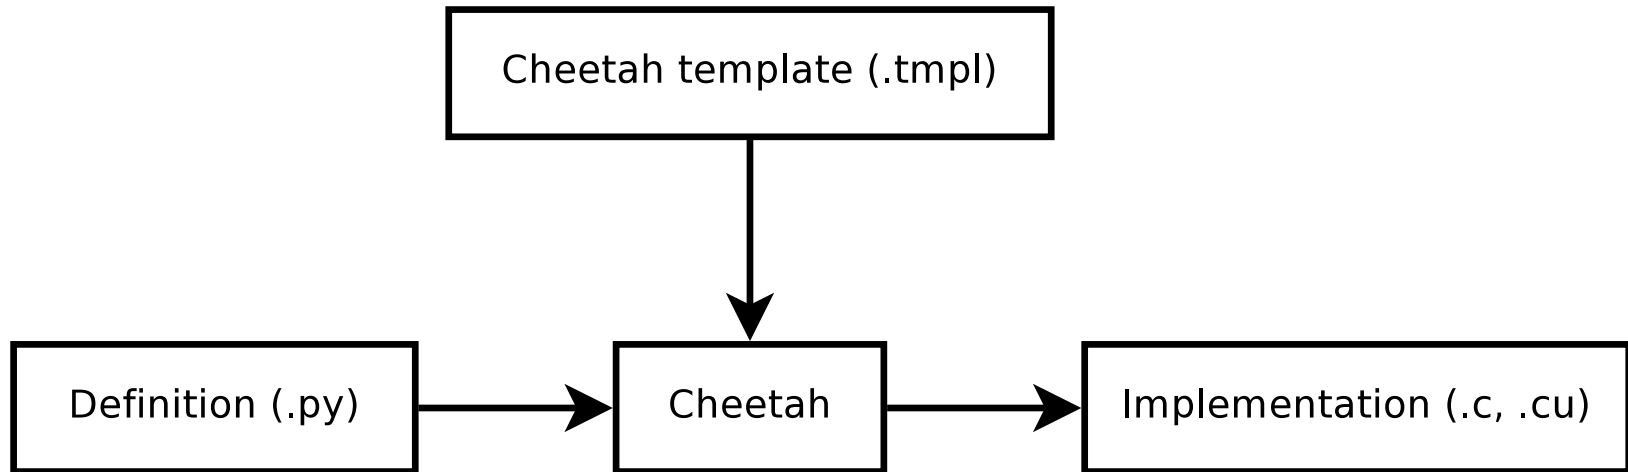 Cheetah template (.tmpl)
Definition (.py)
Cheetah
Implementation (.c, .cu)